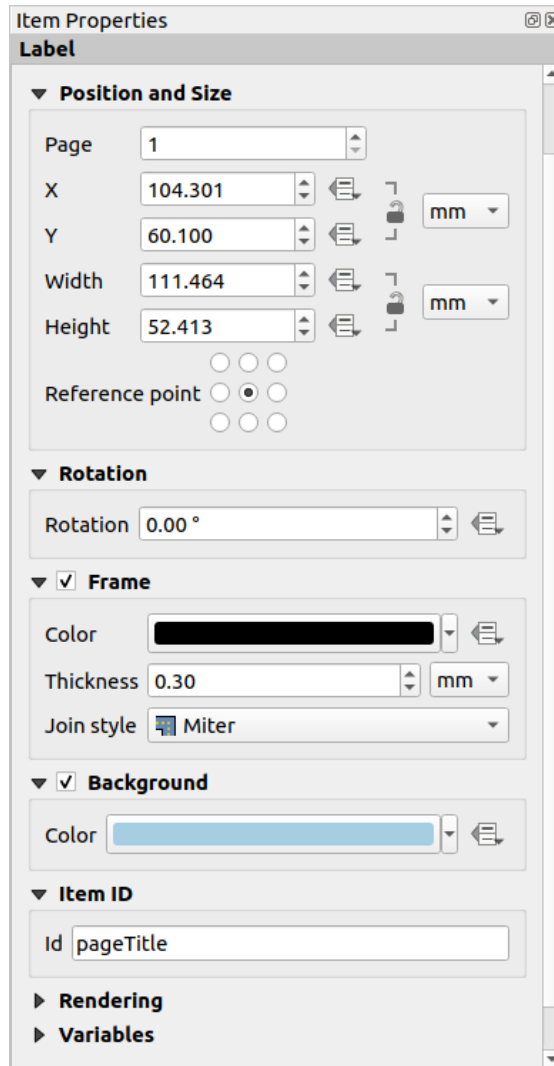 Item Properties
Label
Position and Size
Page 1
X 104.301
mm
Y 60.100
Width 111.464
mm
Height 52.413
Reference point
Rotation
Rotation 0.00 °
Frame
Color
Thickness 0.30 mm
Join style Miter
Background
Color
Item ID
Id pageTitle
Rendering
Variables